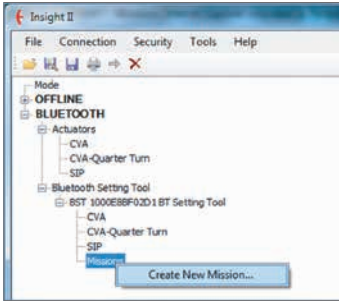 Insight II
File Connection Security Tools Help
Mode
OFFLINE
BLUETOOTH
Actuators
CVA
CVA-Quarter Turn
SIP
Bluetooth Setting Tool
BST 1000E8BF02D1 BT Setting Tool
CVA
CVA-Quarter Turn
SIP
Missions
Create New Mission...